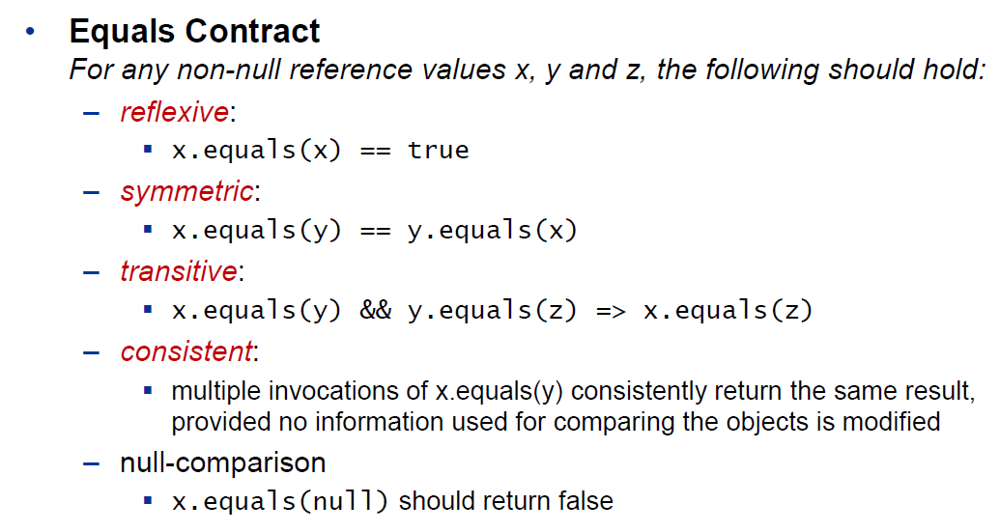 • Equals Contract
For any non-null reference values x, y and z, the following should hold:
– reflexive:
▪ x.equals(x) == true
– symmetric:
▪ x.equals(y) == y.equals(x)
– transitive:
▪ x.equals(y) && y.equals(z) => x.equals(z)
– consistent:
▪ multiple invocations of x.equals(y) consistently return the same result,
provided no information used for comparing the objects is modified
– null-comparison
▪ x.equals(null) should return false